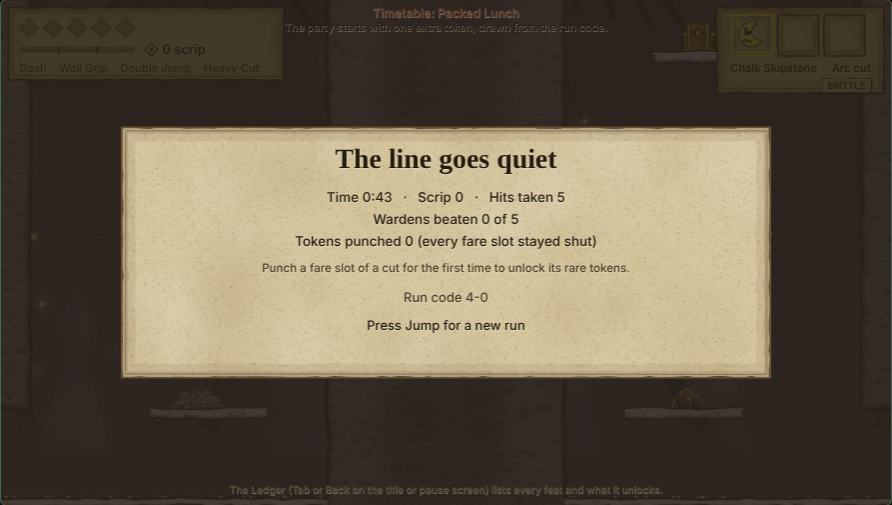 Timetable: Packed Lunch
The party starts with one extra token, drawn from the run code.
0 scrip
Dash Wall Grip Double Jump Heavy Cut
Chalk Skipstone · Arc cut
BRITTLE
The line goes quiet
Time 0:43 · Scrip 0 · Hits taken 5
Wardens beaten 0 of 5
Tokens punched 0 (every fare slot stayed shut)
Punch a fare slot of a cut for the first time to unlock its rare tokens.
Run code 4-0
Press Jump for a new run
The Ledger (Tab or Back on the title or pause screen) lists every feat and what it unlocks.